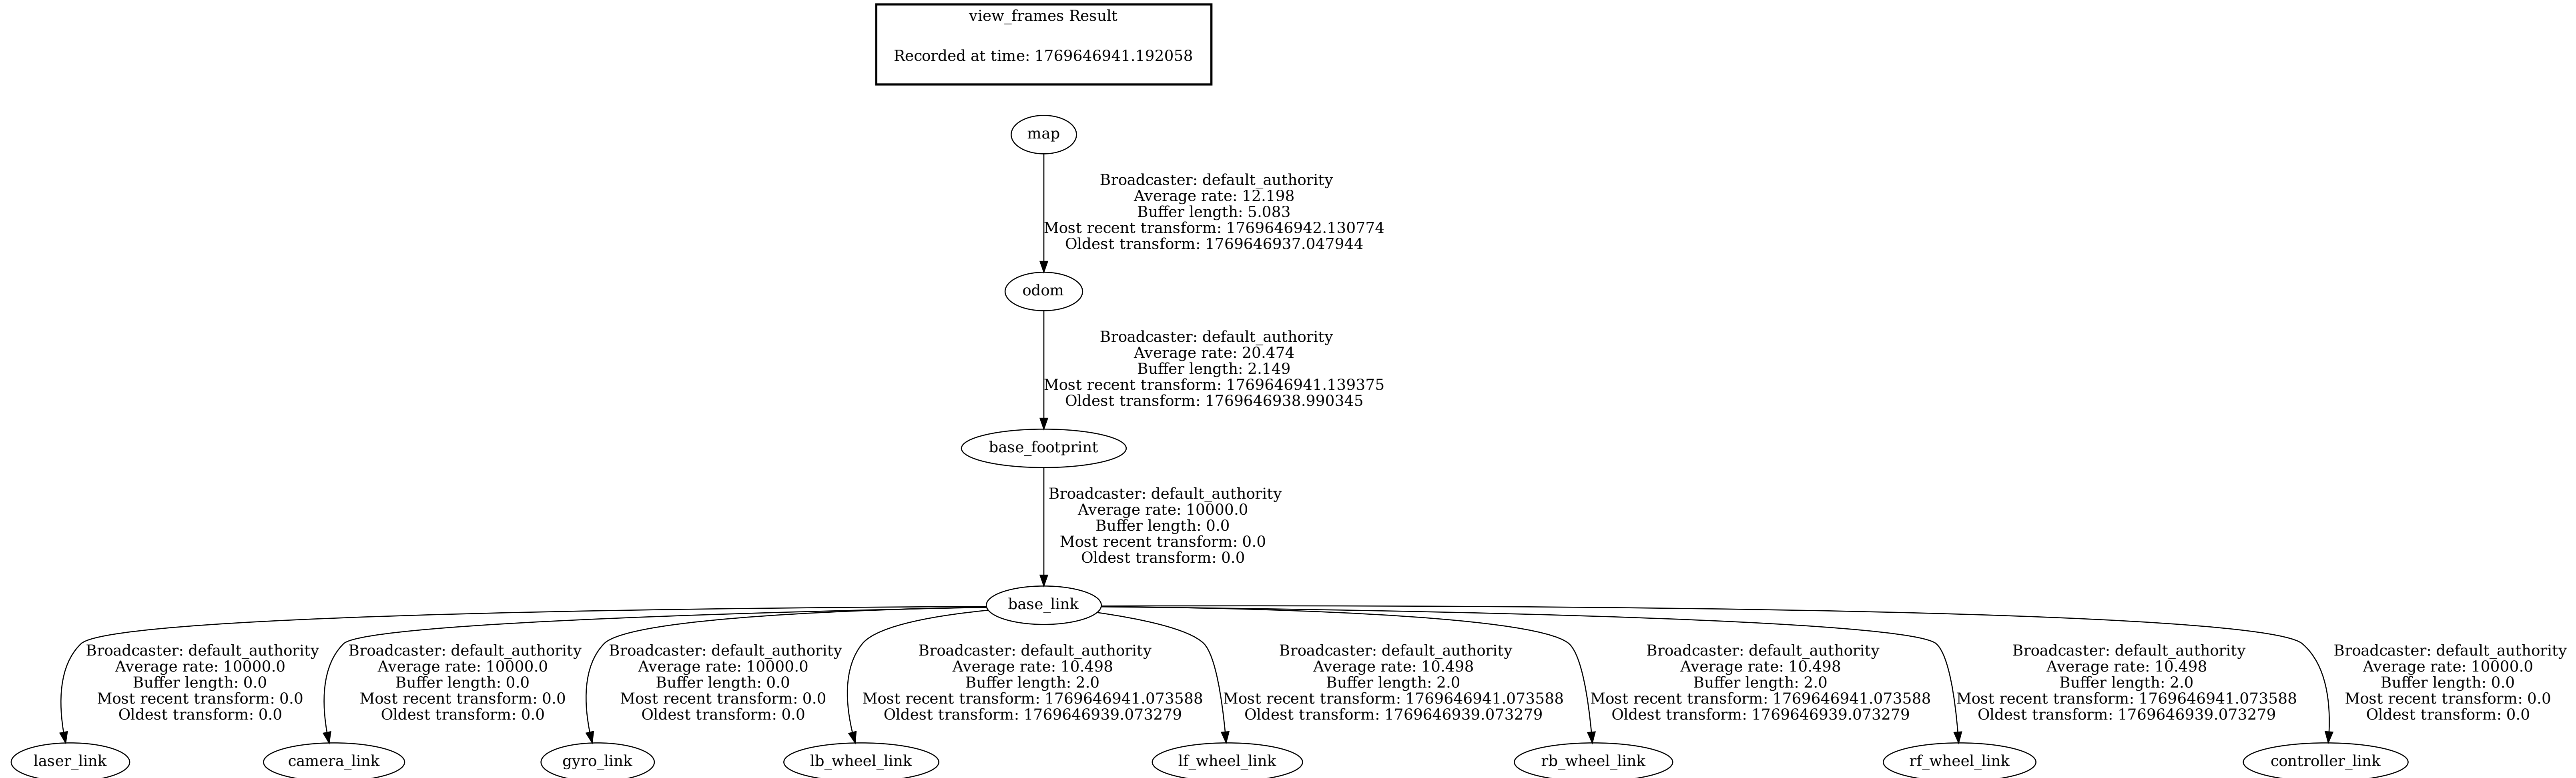 view_frames Result
Recorded at time: 1769646941.192058
map
Broadcaster: default_authority
Average rate: 12.198
Buffer length: 5.083
Most recent transform: 1769646942.130774
Oldest transform: 1769646937.047944
odom
Broadcaster: default_authority
Average rate: 20.474
Buffer length: 2.149
Most recent transform: 1769646941.139375
Oldest transform: 1769646938.990345
base_footprint
Broadcaster: default_authority
Average rate: 10000.0
Buffer length: 0.0
Most recent transform: 0.0
Oldest transform: 0.0
base_link
Broadcaster: default_authority
Average rate: 10000.0
Buffer length: 0.0
Most recent transform: 0.0
Oldest transform: 0.0
Broadcaster: default_authority
Average rate: 10000.0
Buffer length: 0.0
Most recent transform: 0.0
Oldest transform: 0.0
Broadcaster: default_authority
Average rate: 10000.0
Buffer length: 0.0
Most recent transform: 0.0
Oldest transform: 0.0
Broadcaster: default_authority
Average rate: 10.498
Buffer length: 2.0
Most recent transform: 1769646941.073588
Oldest transform: 1769646939.073279
Broadcaster: default_authority
Average rate: 10.498
Buffer length: 2.0
Most recent transform: 1769646941.073588
Oldest transform: 1769646939.073279
Broadcaster: default_authority
Average rate: 10.498
Buffer length: 2.0
Most recent transform: 1769646941.073588
Oldest transform: 1769646939.073279
Broadcaster: default_authority
Average rate: 10.498
Buffer length: 2.0
Most recent transform: 1769646941.073588
Oldest transform: 1769646939.073279
Broadcaster: default_authority
Average rate: 10000.0
Buffer length: 0.0
Most recent transform: 0.0
Oldest transform: 0.0
laser_link
camera_link
gyro_link
lb_wheel_link
lf_wheel_link
rb_wheel_link
rf_wheel_link
controller_link